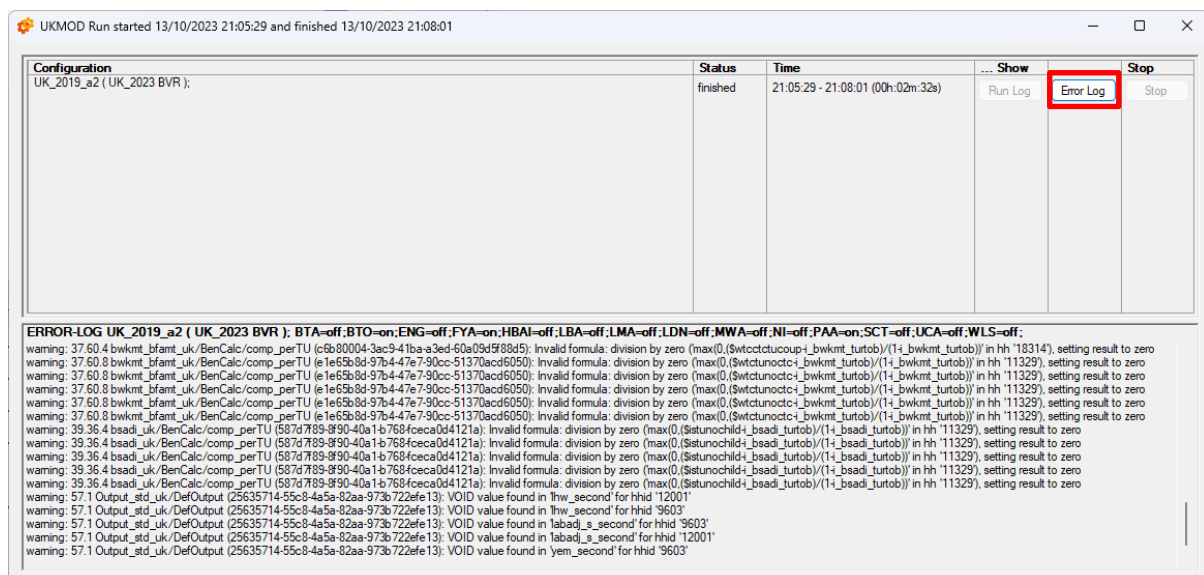 UKMOD Run started 13/10/2023 21:05:29 and finished 13/10/2023 21:08:01
Configuration Status Time ... Show Stop
UK_2019_a2 ( UK_2023 BVR ); finished 21:05:29 - 21:08:01 (00h:02m:32s) Run Log Error Log Stop
ERROR-LOG UK_2019_a2 ( UK_2023 BVR ); BTA=off;BTO=on;ENG=off;FYA=on;HBAI=off;LBA=off;LMA=off;LDN=off;MWA=off;NI=off;PAA=on;SCT=off;UCA=off;WLS=off;
warning: 37.60.4 bwkmt_bfamt_uk/BenCalc/comp_perTU (c6b80004-3ac9-41ba-a3ed-60a09d5f88d5): Invalid formula: division by zero ('max(0,($wtcctctucoup-i_bwkmt_turtob)/(1-i_bwkmt_turtob))' in hh '18314'), setting result to zero
warning: 37.60.8 bwkmt_bfamt_uk/BenCalc/comp_perTU (e1e65b8d-97b4-47e7-90cc-51370acd6050): Invalid formula: division by zero ('max(0,($wtctunoctc-i_bwkmt_turtob)/(1-i_bwkmt_turtob))' in hh '11329'), setting result to zero
warning: 37.60.8 bwkmt_bfamt_uk/BenCalc/comp_perTU (e1e65b8d-97b4-47e7-90cc-51370acd6050): Invalid formula: division by zero ('max(0,($wtctunoctc-i_bwkmt_turtob)/(1-i_bwkmt_turtob))' in hh '11329'), setting result to zero
warning: 37.60.8 bwkmt_bfamt_uk/BenCalc/comp_perTU (e1e65b8d-97b4-47e7-90cc-51370acd6050): Invalid formula: division by zero ('max(0,($wtctunoctc-i_bwkmt_turtob)/(1-i_bwkmt_turtob))' in hh '11329'), setting result to zero
warning: 37.60.8 bwkmt_bfamt_uk/BenCalc/comp_perTU (e1e65b8d-97b4-47e7-90cc-51370acd6050): Invalid formula: division by zero ('max(0,($wtctunoctc-i_bwkmt_turtob)/(1-i_bwkmt_turtob))' in hh '11329'), setting result to zero
warning: 37.60.8 bwkmt_bfamt_uk/BenCalc/comp_perTU (e1e65b8d-97b4-47e7-90cc-51370acd6050): Invalid formula: division by zero ('max(0,($wtctunoctc-i_bwkmt_turtob)/(1-i_bwkmt_turtob))' in hh '11329'), setting result to zero
warning: 39.36.4 bsadi_uk/BenCalc/comp_perTU (587d7f89-8f90-40a1-b768-fceca0d4121a): Invalid formula: division by zero ('max(0,($istunochild-i_bsadi_turtob)/(1-i_bsadi_turtob))' in hh '11329'), setting result to zero
warning: 39.36.4 bsadi_uk/BenCalc/comp_perTU (587d7f89-8f90-40a1-b768-fceca0d4121a): Invalid formula: division by zero ('max(0,($istunochild-i_bsadi_turtob)/(1-i_bsadi_turtob))' in hh '11329'), setting result to zero
warning: 39.36.4 bsadi_uk/BenCalc/comp_perTU (587d7f89-8f90-40a1-b768-fceca0d4121a): Invalid formula: division by zero ('max(0,($istunochild-i_bsadi_turtob)/(1-i_bsadi_turtob))' in hh '11329'), setting result to zero
warning: 39.36.4 bsadi_uk/BenCalc/comp_perTU (587d7f89-8f90-40a1-b768-fceca0d4121a): Invalid formula: division by zero ('max(0,($istunochild-i_bsadi_turtob)/(1-i_bsadi_turtob))' in hh '11329'), setting result to zero
warning: 39.36.4 bsadi_uk/BenCalc/comp_perTU (587d7f89-8f90-40a1-b768-fceca0d4121a): Invalid formula: division by zero ('max(0,($istunochild-i_bsadi_turtob)/(1-i_bsadi_turtob))' in hh '11329'), setting result to zero
warning: 57.1 Output_std_uk/DefOutput (25635714-55c8-4a5a-82aa-973b722efe13): VOID value found in 'lhw_second' for hhid '12001'
warning: 57.1 Output_std_uk/DefOutput (25635714-55c8-4a5a-82aa-973b722efe13): VOID value found in 'lhw_second' for hhid '9603'
warning: 57.1 Output_std_uk/DefOutput (25635714-55c8-4a5a-82aa-973b722efe13): VOID value found in 'labadj_s_second' for hhid '9603'
warning: 57.1 Output_std_uk/DefOutput (25635714-55c8-4a5a-82aa-973b722efe13): VOID value found in 'labadj_s_second' for hhid '12001'
warning: 57.1 Output_std_uk/DefOutput (25635714-55c8-4a5a-82aa-973b722efe13): VOID value found in 'yem_second' for hhid '9603'